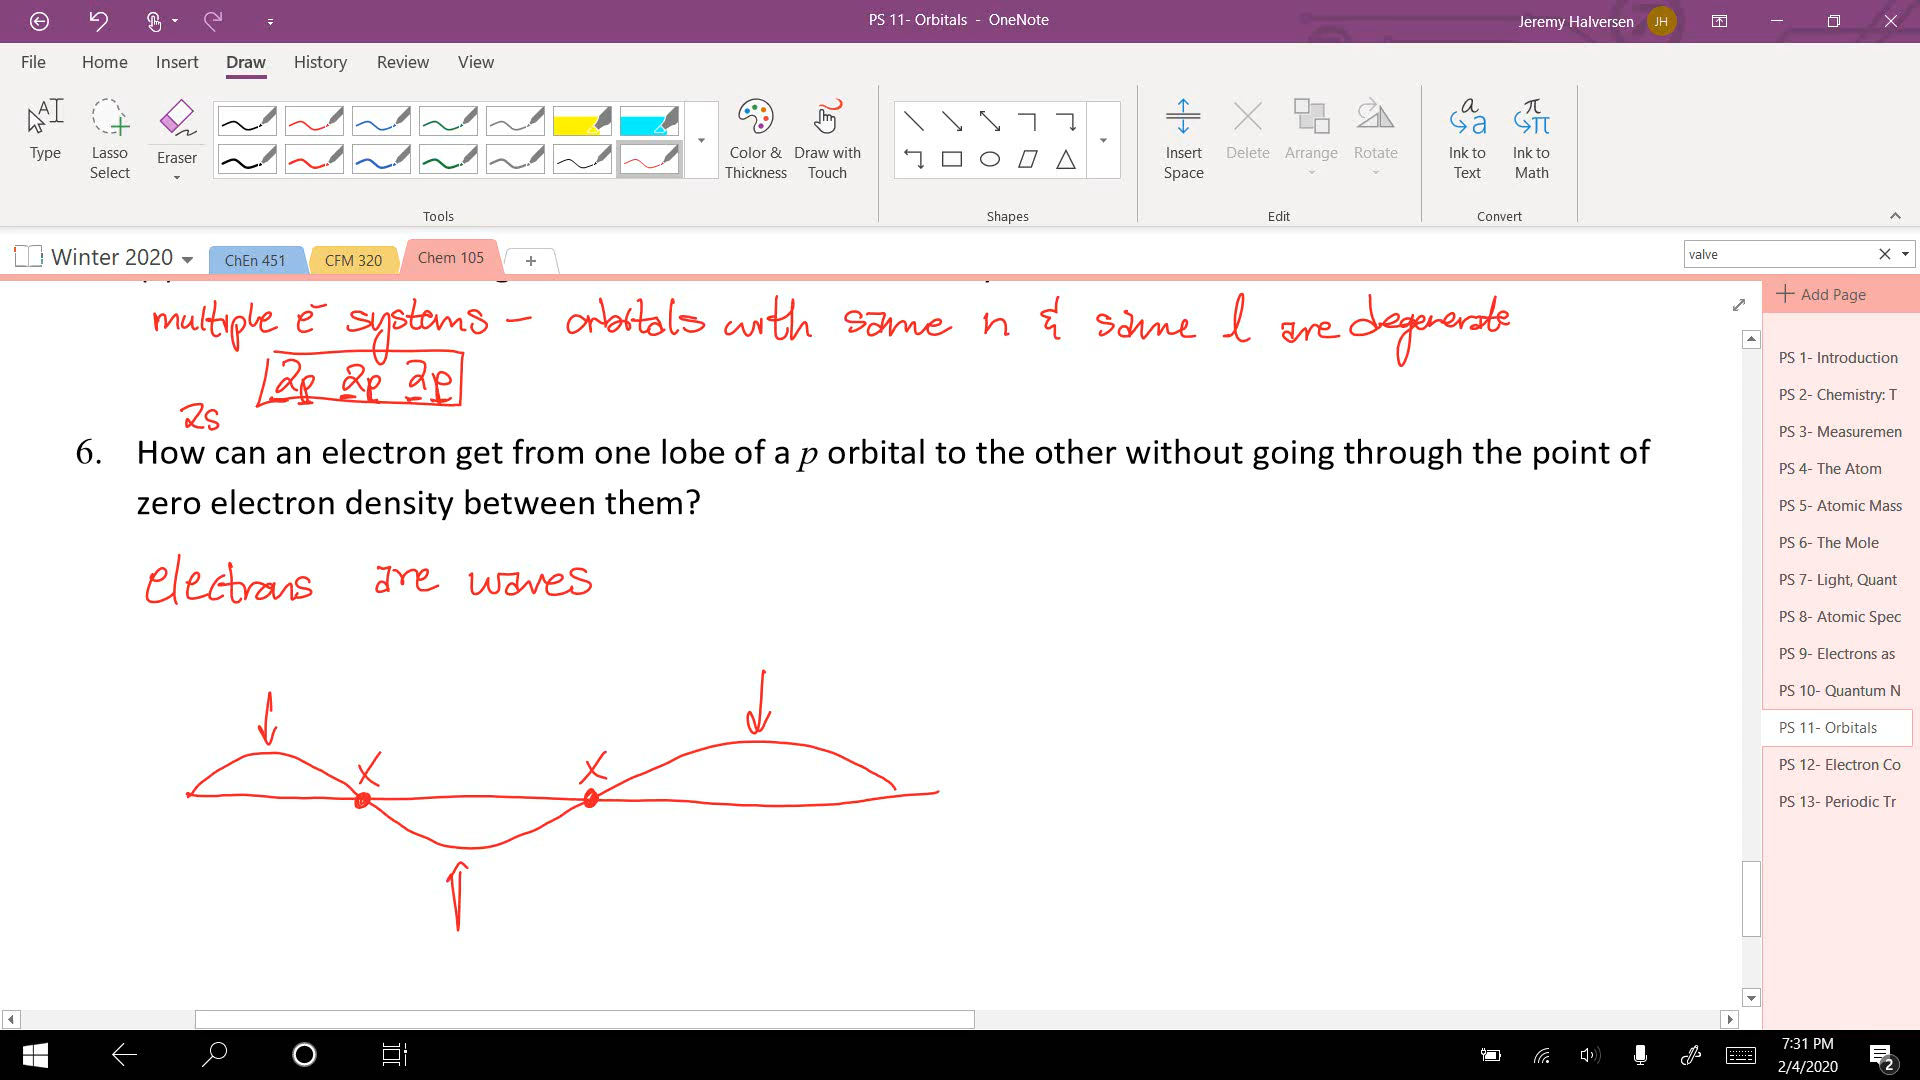 PS 11- Orbitals - OneNote
Jeremy Halversen JH
File Home Insert Draw History Review View
Type
Lasso Select
Eraser
Color & Thickness
Draw with Touch
Insert Space
Delete
Arrange
Rotate
Ink to Text
Ink to Math
Tools
Shapes
Edit
Convert
Winter 2020
ChEn 451
CFM 320
Chem 105
valve
Add Page
PS 1- Introduction
PS 2- Chemistry: T
PS 3- Measuremen
PS 4- The Atom
PS 5- Atomic Mass
PS 6- The Mole
PS 7- Light, Quant
PS 8- Atomic Spec
PS 9- Electrons as
PS 10- Quantum N
PS 11- Orbitals
PS 12- Electron Co
PS 13- Periodic Tr
multiple e⁻ systems – orbitals with same n & same l are degenerate
2p 2p 2p
2s
6. How can an electron get from one lobe of a p orbital to the other without going through the point of
zero electron density between them?
electrons are waves
X X
7:31 PM
2/4/2020
2